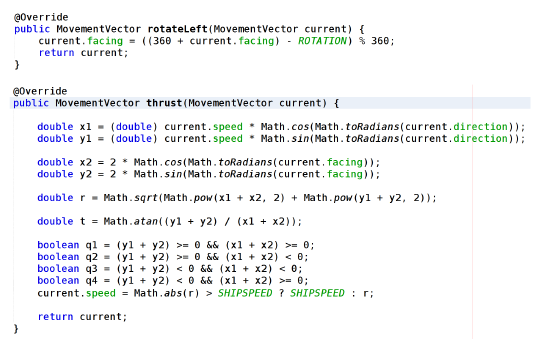 @Override
public MovementVector rotateLeft(MovementVector current) {
    current.facing = ((360 + current.facing) - ROTATION) % 360;
    return current;
}
@Override
public MovementVector thrust(MovementVector current) {
    double x1 = (double) current.speed * Math.cos(Math.toRadians(current.direction));
    double y1 = (double) current.speed * Math.sin(Math.toRadians(current.direction));
    double x2 = 2 * Math.cos(Math.toRadians(current.facing));
    double y2 = 2 * Math.sin(Math.toRadians(current.facing));
    double r = Math.sqrt(Math.pow(x1 + x2, 2) + Math.pow(y1 + y2, 2));
    double t = Math.atan((y1 + y2) / (x1 + x2));
    boolean q1 = (y1 + y2) >= 0 && (x1 + x2) >= 0;
    boolean q2 = (y1 + y2) >= 0 && (x1 + x2) < 0;
    boolean q3 = (y1 + y2) < 0 && (x1 + x2) < 0;
    boolean q4 = (y1 + y2) < 0 && (x1 + x2) >= 0;
    current.speed = Math.abs(r) > SHIPSPEED ? SHIPSPEED : r;
    return current;
}